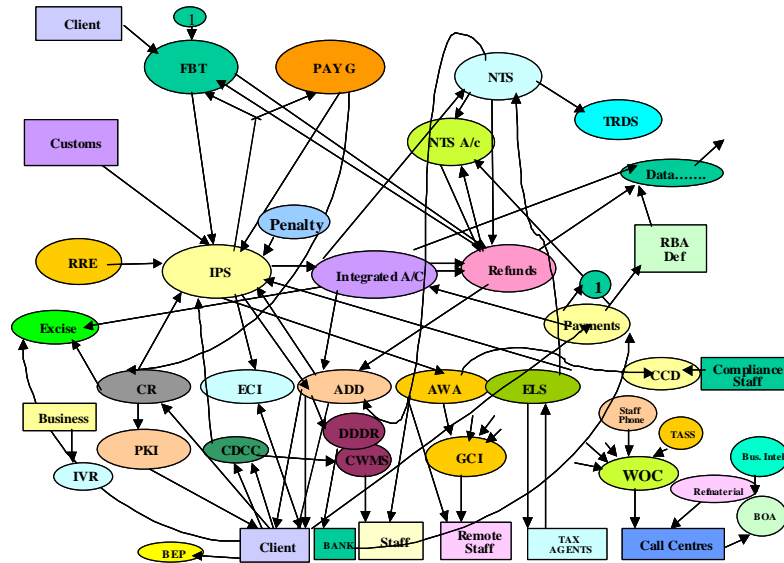 1
Client
FBT
PAY G
NTS
TRDS
Customs
NTS A/c
Data.......
Penalty
RBA
Def
RRE
IPS
Integrated A/C
Refunds
1
Excise
Payments
CR
ECI
ADD
AWA
ELS
CCD
Compliance
Staff
Business
Staff
Phone
TASS
PKI
CDCC
DDDR
CWMS
GCI
WOC
Bus. Intel
IVR
Refmaterial
BOA
BEP
Client
BANK
Staff
Remote
Staff
TAX
AGENTS
Call Centres